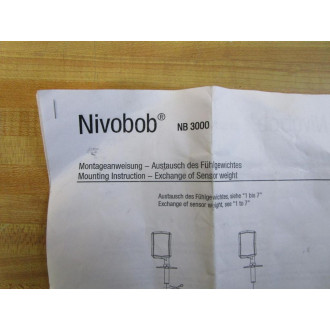 Nivobob® NB 3000
Montageanweisung – Austausch des Fühlgewichtes
Mounting Instruction – Exchange of Sensor weight
Austausch des Fühlgewichtes, siehe "1 bis 7"
Exchange of sensor weight, see "1 to 7"